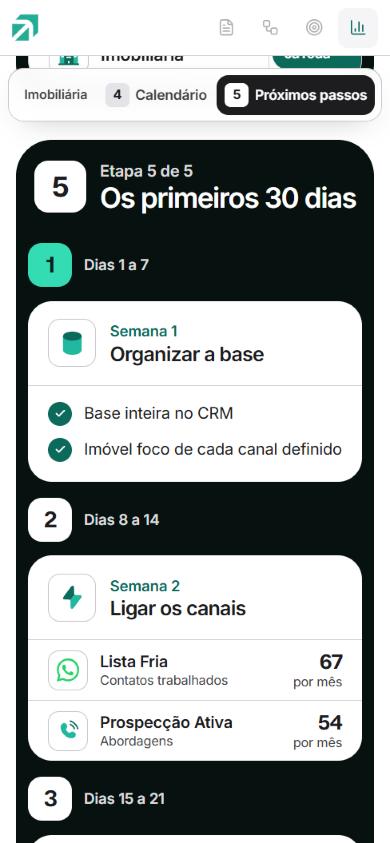 Imobiliária
Imobiliária
4 Calendário
5 Próximos passos
5
Etapa 5 de 5
Os primeiros 30 dias
1
Dias 1 a 7
Semana 1
Organizar a base
Base inteira no CRM
Imóvel foco de cada canal definido
2
Dias 8 a 14
Semana 2
Ligar os canais
Lista Fria
Contatos trabalhados
67
por mês
Prospecção Ativa
Abordagens
54
por mês
3
Dias 15 a 21